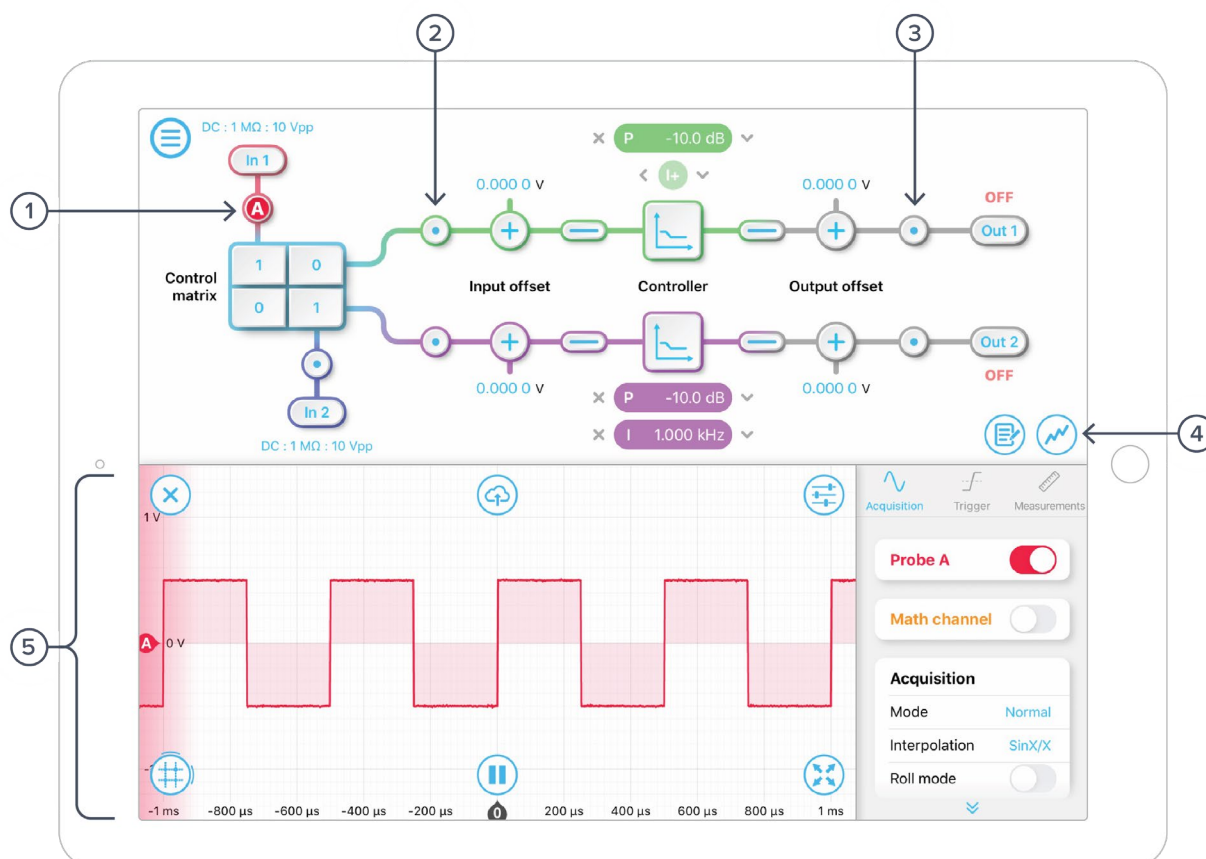 2
3
DC : 1 MΩ : 10 Vpp
P -10.0 dB
In 1
I+
0.000 0 V
0.000 0 V
OFF
1
A
Out 1
1 0
Control
matrix
Input offset
Controller
Output offset
0 1
Out 2
0.000 0 V
0.000 0 V
OFF
P -10.0 dB
In 2
I 1.000 kHz
DC : 1 MΩ : 10 Vpp
4
Acquisition Trigger Measurements
1 V
Probe A
Math channel
5
A
0 V
Acquisition
Mode Normal
Interpolation SinX/X
Roll mode
-1 ms -800 µs -600 µs -400 µs -200 µs 0 200 µs 400 µs 600 µs 800 µs 1 ms